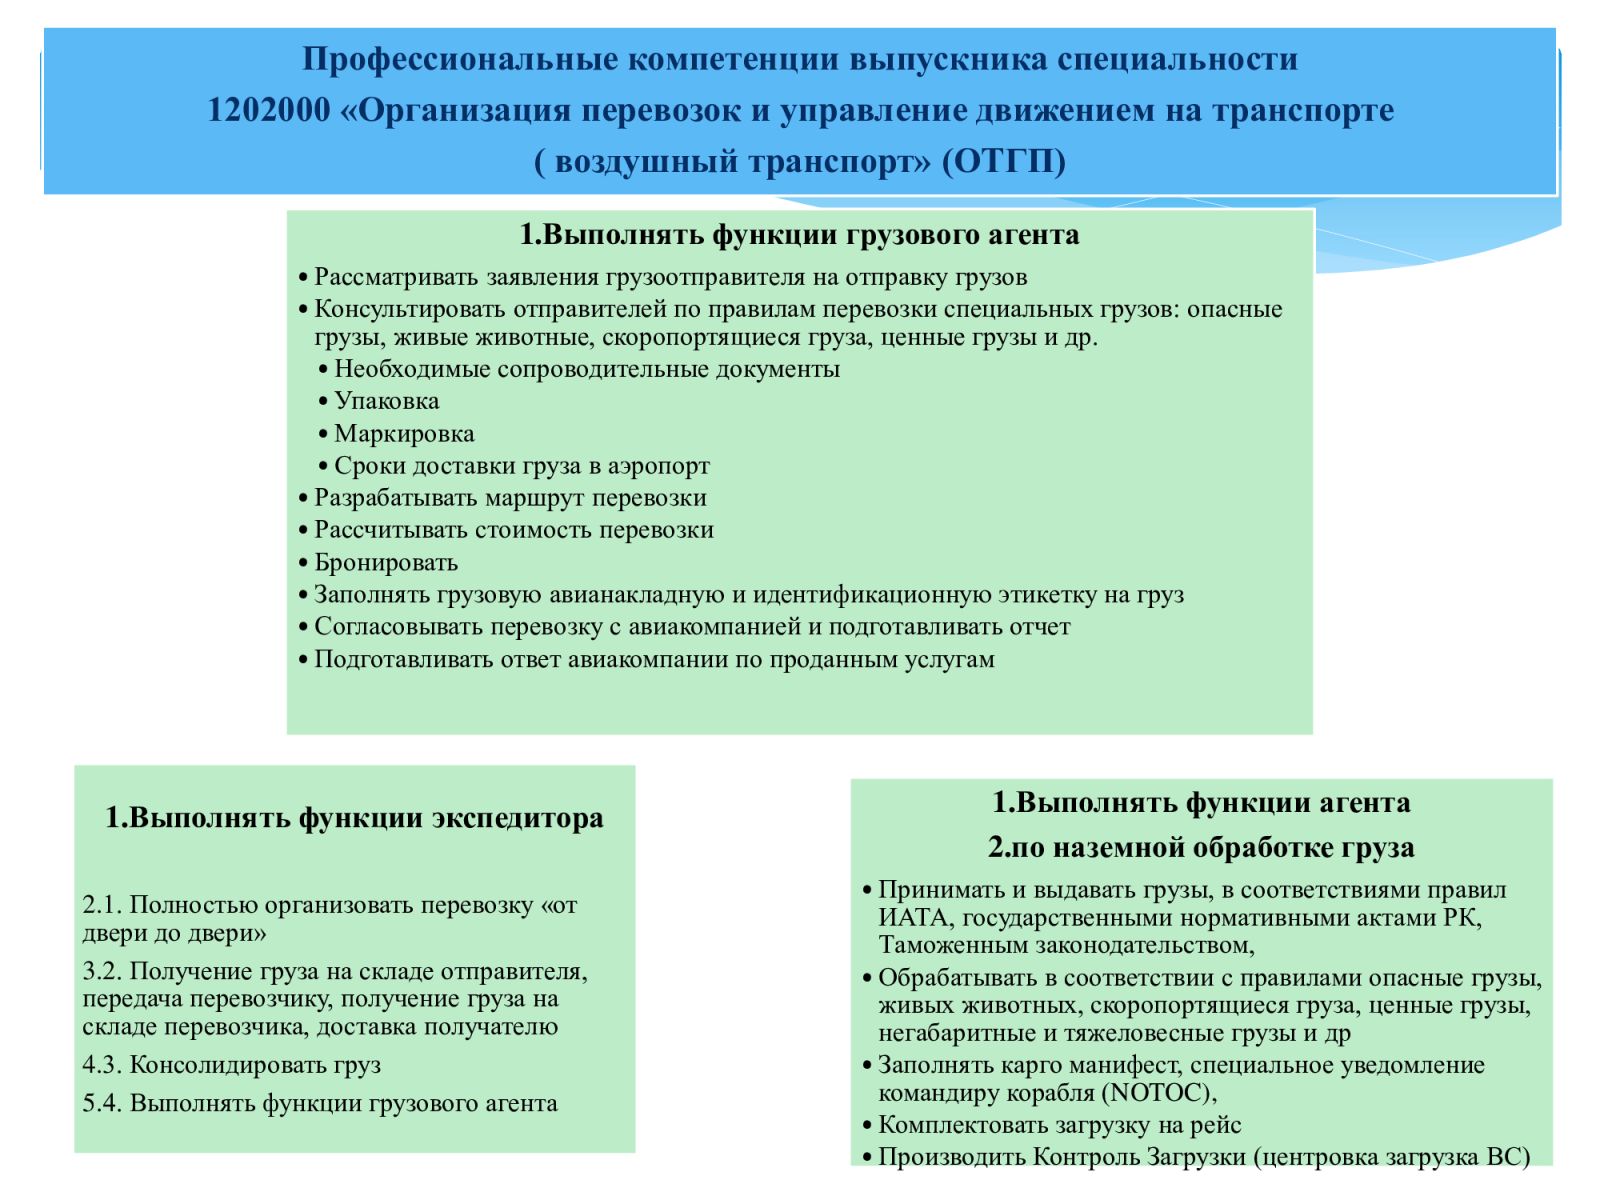 Профессиональные компетенции выпускника специальности
1202000 «Организация перевозок и управление движением на транспорте
( воздушный транспорт» (ОТГП)
1.Выполнять функции грузового агента
• Рассматривать заявления грузоотправителя на отправку грузов
• Консультировать отправителей по правилам перевозки специальных грузов: опасные
грузы, живые животные, скоропортящиеся груза, ценные грузы и др.
• Необходимые сопроводительные документы
• Упаковка
• Маркировка
• Сроки доставки груза в аэропорт
• Разрабатывать маршрут перевозки
• Рассчитывать стоимость перевозки
• Бронировать
• Заполнять грузовую авианакладную и идентификационную этикетку на груз
• Согласовывать перевозку с авиакомпанией и подготавливать отчет
• Подготавливать ответ авиакомпании по проданным услугам
1.Выполнять функции экспедитора
2.1. Полностью организовать перевозку «от
двери до двери»
3.2. Получение груза на складе отправителя,
передача перевозчику, получение груза на
складе перевозчика, доставка получателю
4.3. Консолидировать груз
5.4. Выполнять функции грузового агента
1.Выполнять функции агента
2.по наземной обработке груза
• Принимать и выдавать грузы, в соответствиями правил
ИАТА, государственными нормативными актами РК,
Таможенным законодательством,
• Обрабатывать в соответствии с правилами опасные грузы,
живых животных, скоропортящиеся груза, ценные грузы,
негабаритные и тяжеловесные грузы и др
• Заполнять карго манифест, специальное уведомление
командиру корабля (NOTOC),
• Комплектовать загрузку на рейс
• Производить Контроль Загрузки (центровка загрузка ВС)